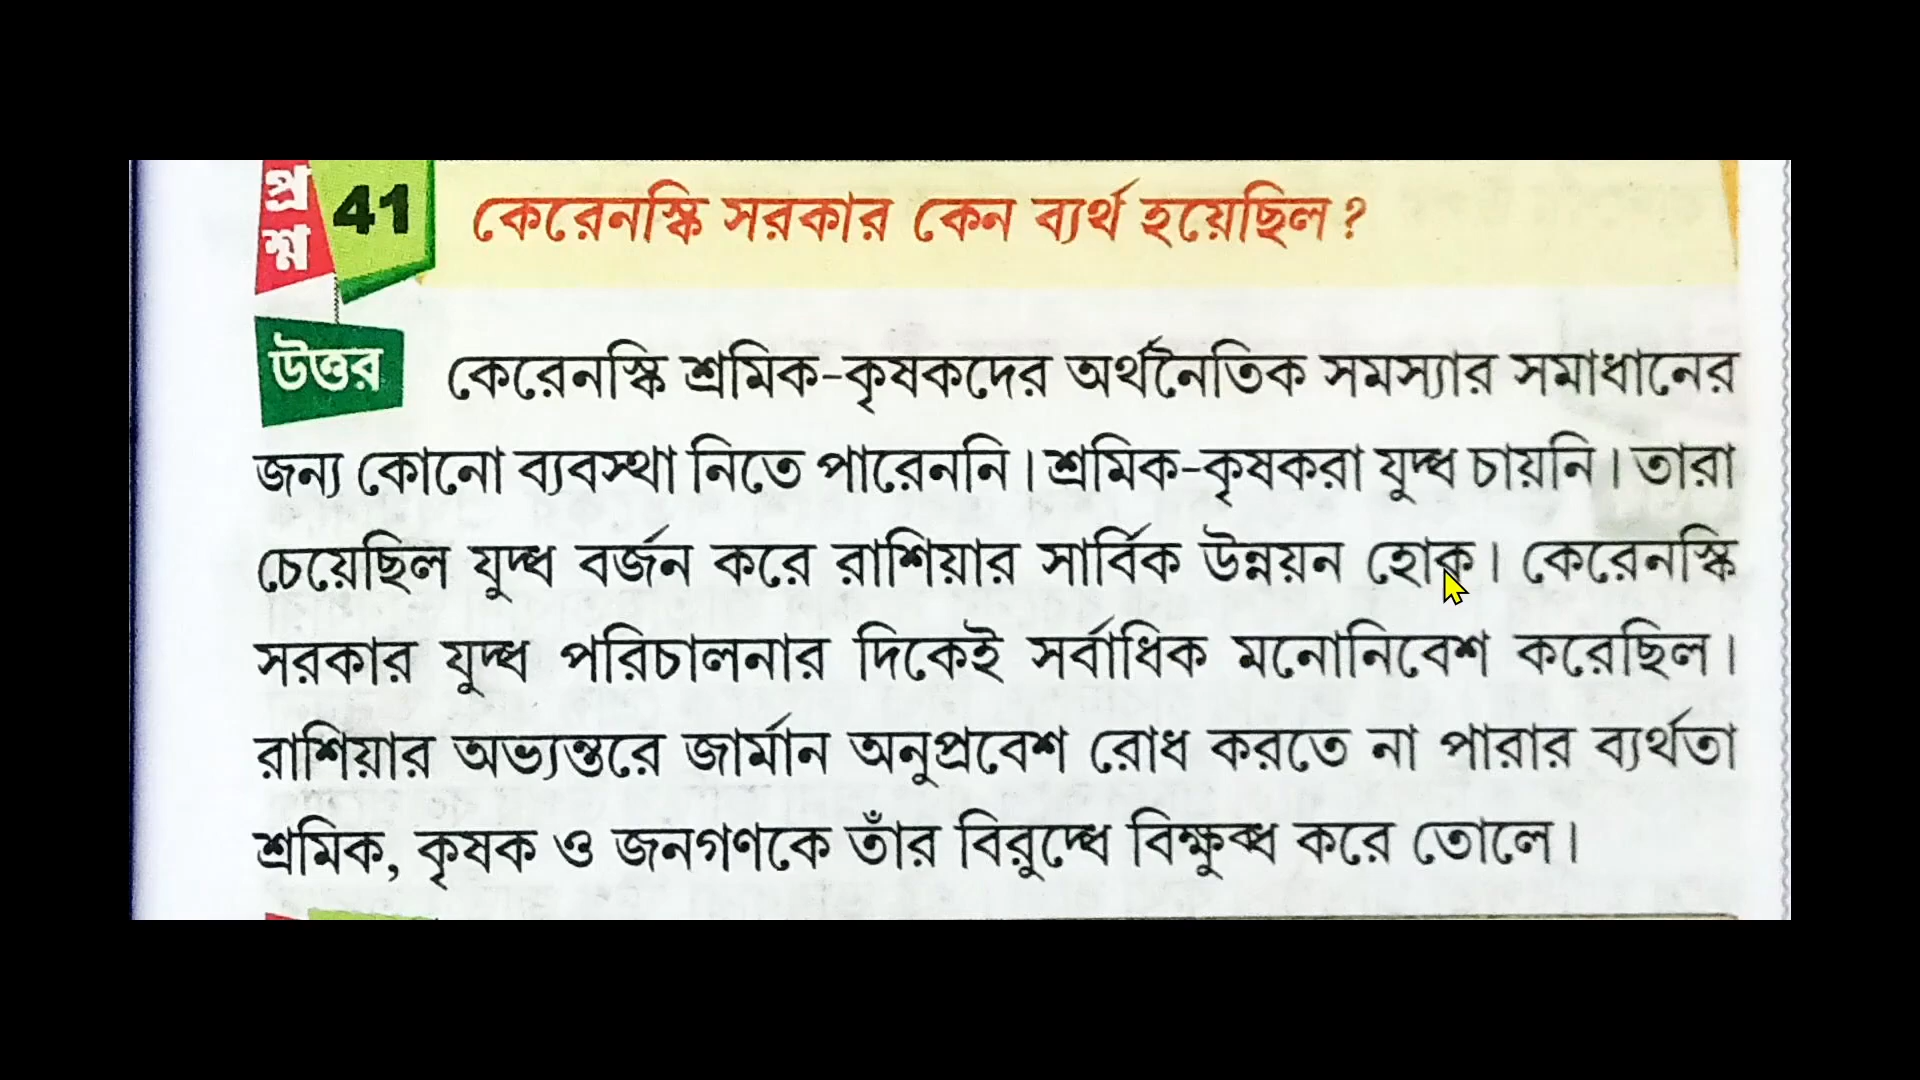 প্রশ্ন 41 কেরেনস্কি সরকার কেন ব্যর্থ হয়েছিল ?
উত্তর কেরেনস্কি শ্রমিক-কৃষকদের অর্থনৈতিক সমস্যার সমাধানের
জন্য কোনো ব্যবস্থা নিতে পারেননি। শ্রমিক-কৃষকরা যুদ্ধ চায়নি। তারা
চেয়েছিল যুদ্ধ বর্জন করে রাশিয়ার সার্বিক উন্নয়ন হোক। কেরেনস্কি
সরকার যুদ্ধ পরিচালনার দিকেই সর্বাধিক মনোনিবেশ করেছিল।
রাশিয়ার অভ্যন্তরে জার্মান অনুপ্রবেশ রোধ করতে না পারার ব্যর্থতা
শ্রমিক, কৃষক ও জনগণকে তাঁর বিরুদ্ধে বিক্ষুব্ধ করে তোলে।